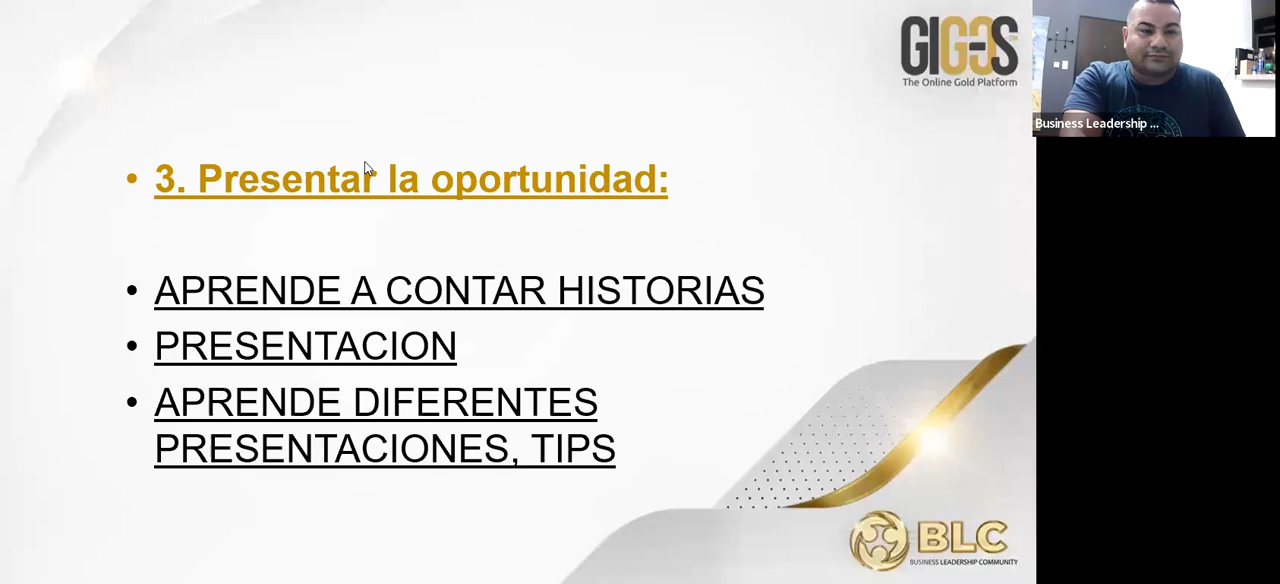 GIGOS
The Online Gold Platform
Business Leadership ...
• 3. Presentar la oportunidad:
• APRENDE A CONTAR HISTORIAS
• PRESENTACION
• APRENDE DIFERENTES
PRESENTACIONES, TIPS
BLC
BUSINESS LEADERSHIP COMMUNITY